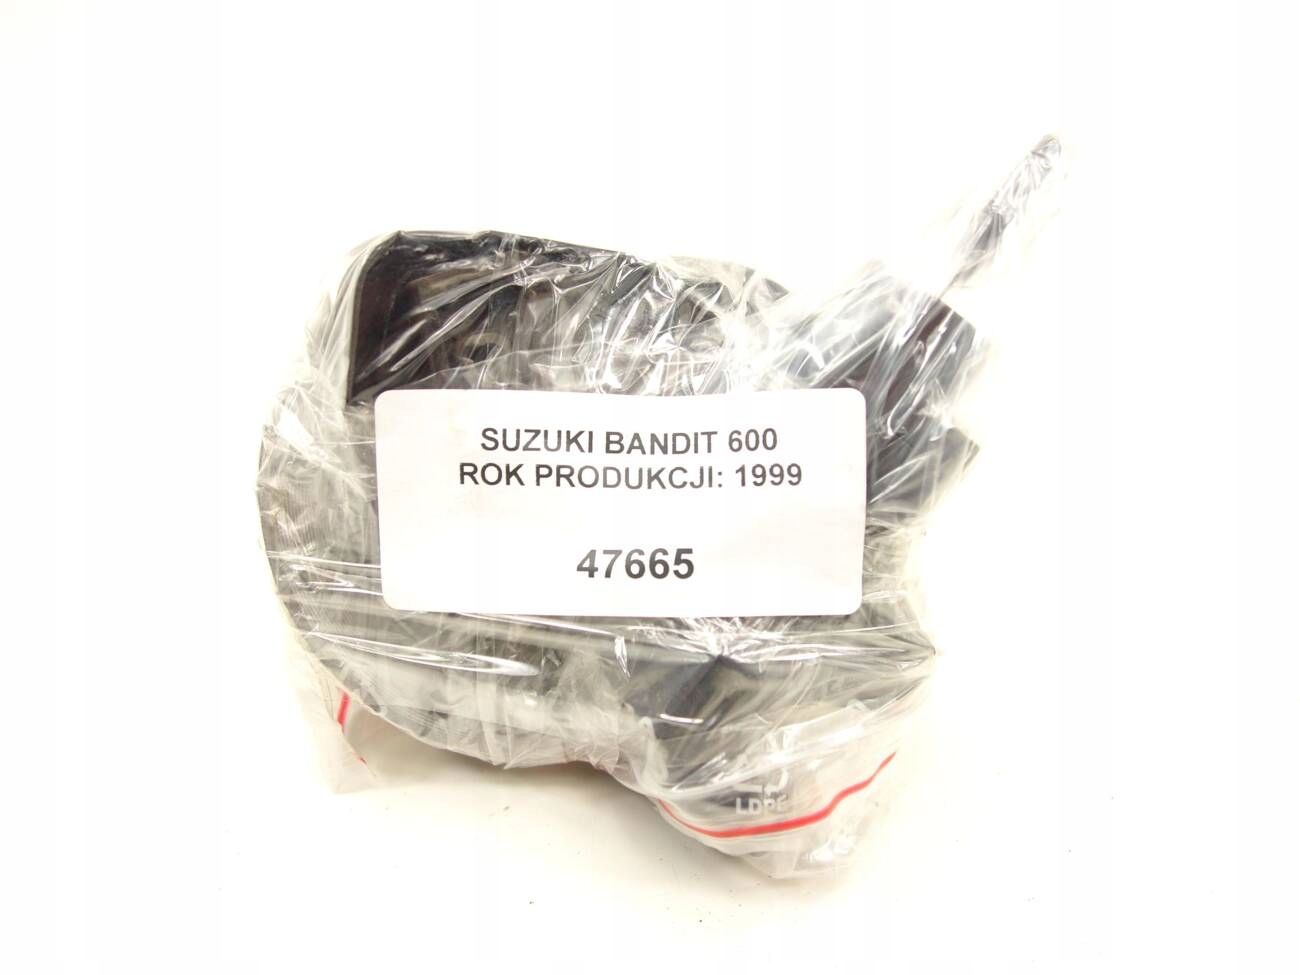 SUZUKI BANDIT 600
ROK PRODUKCJI: 1999
47665
LDPE